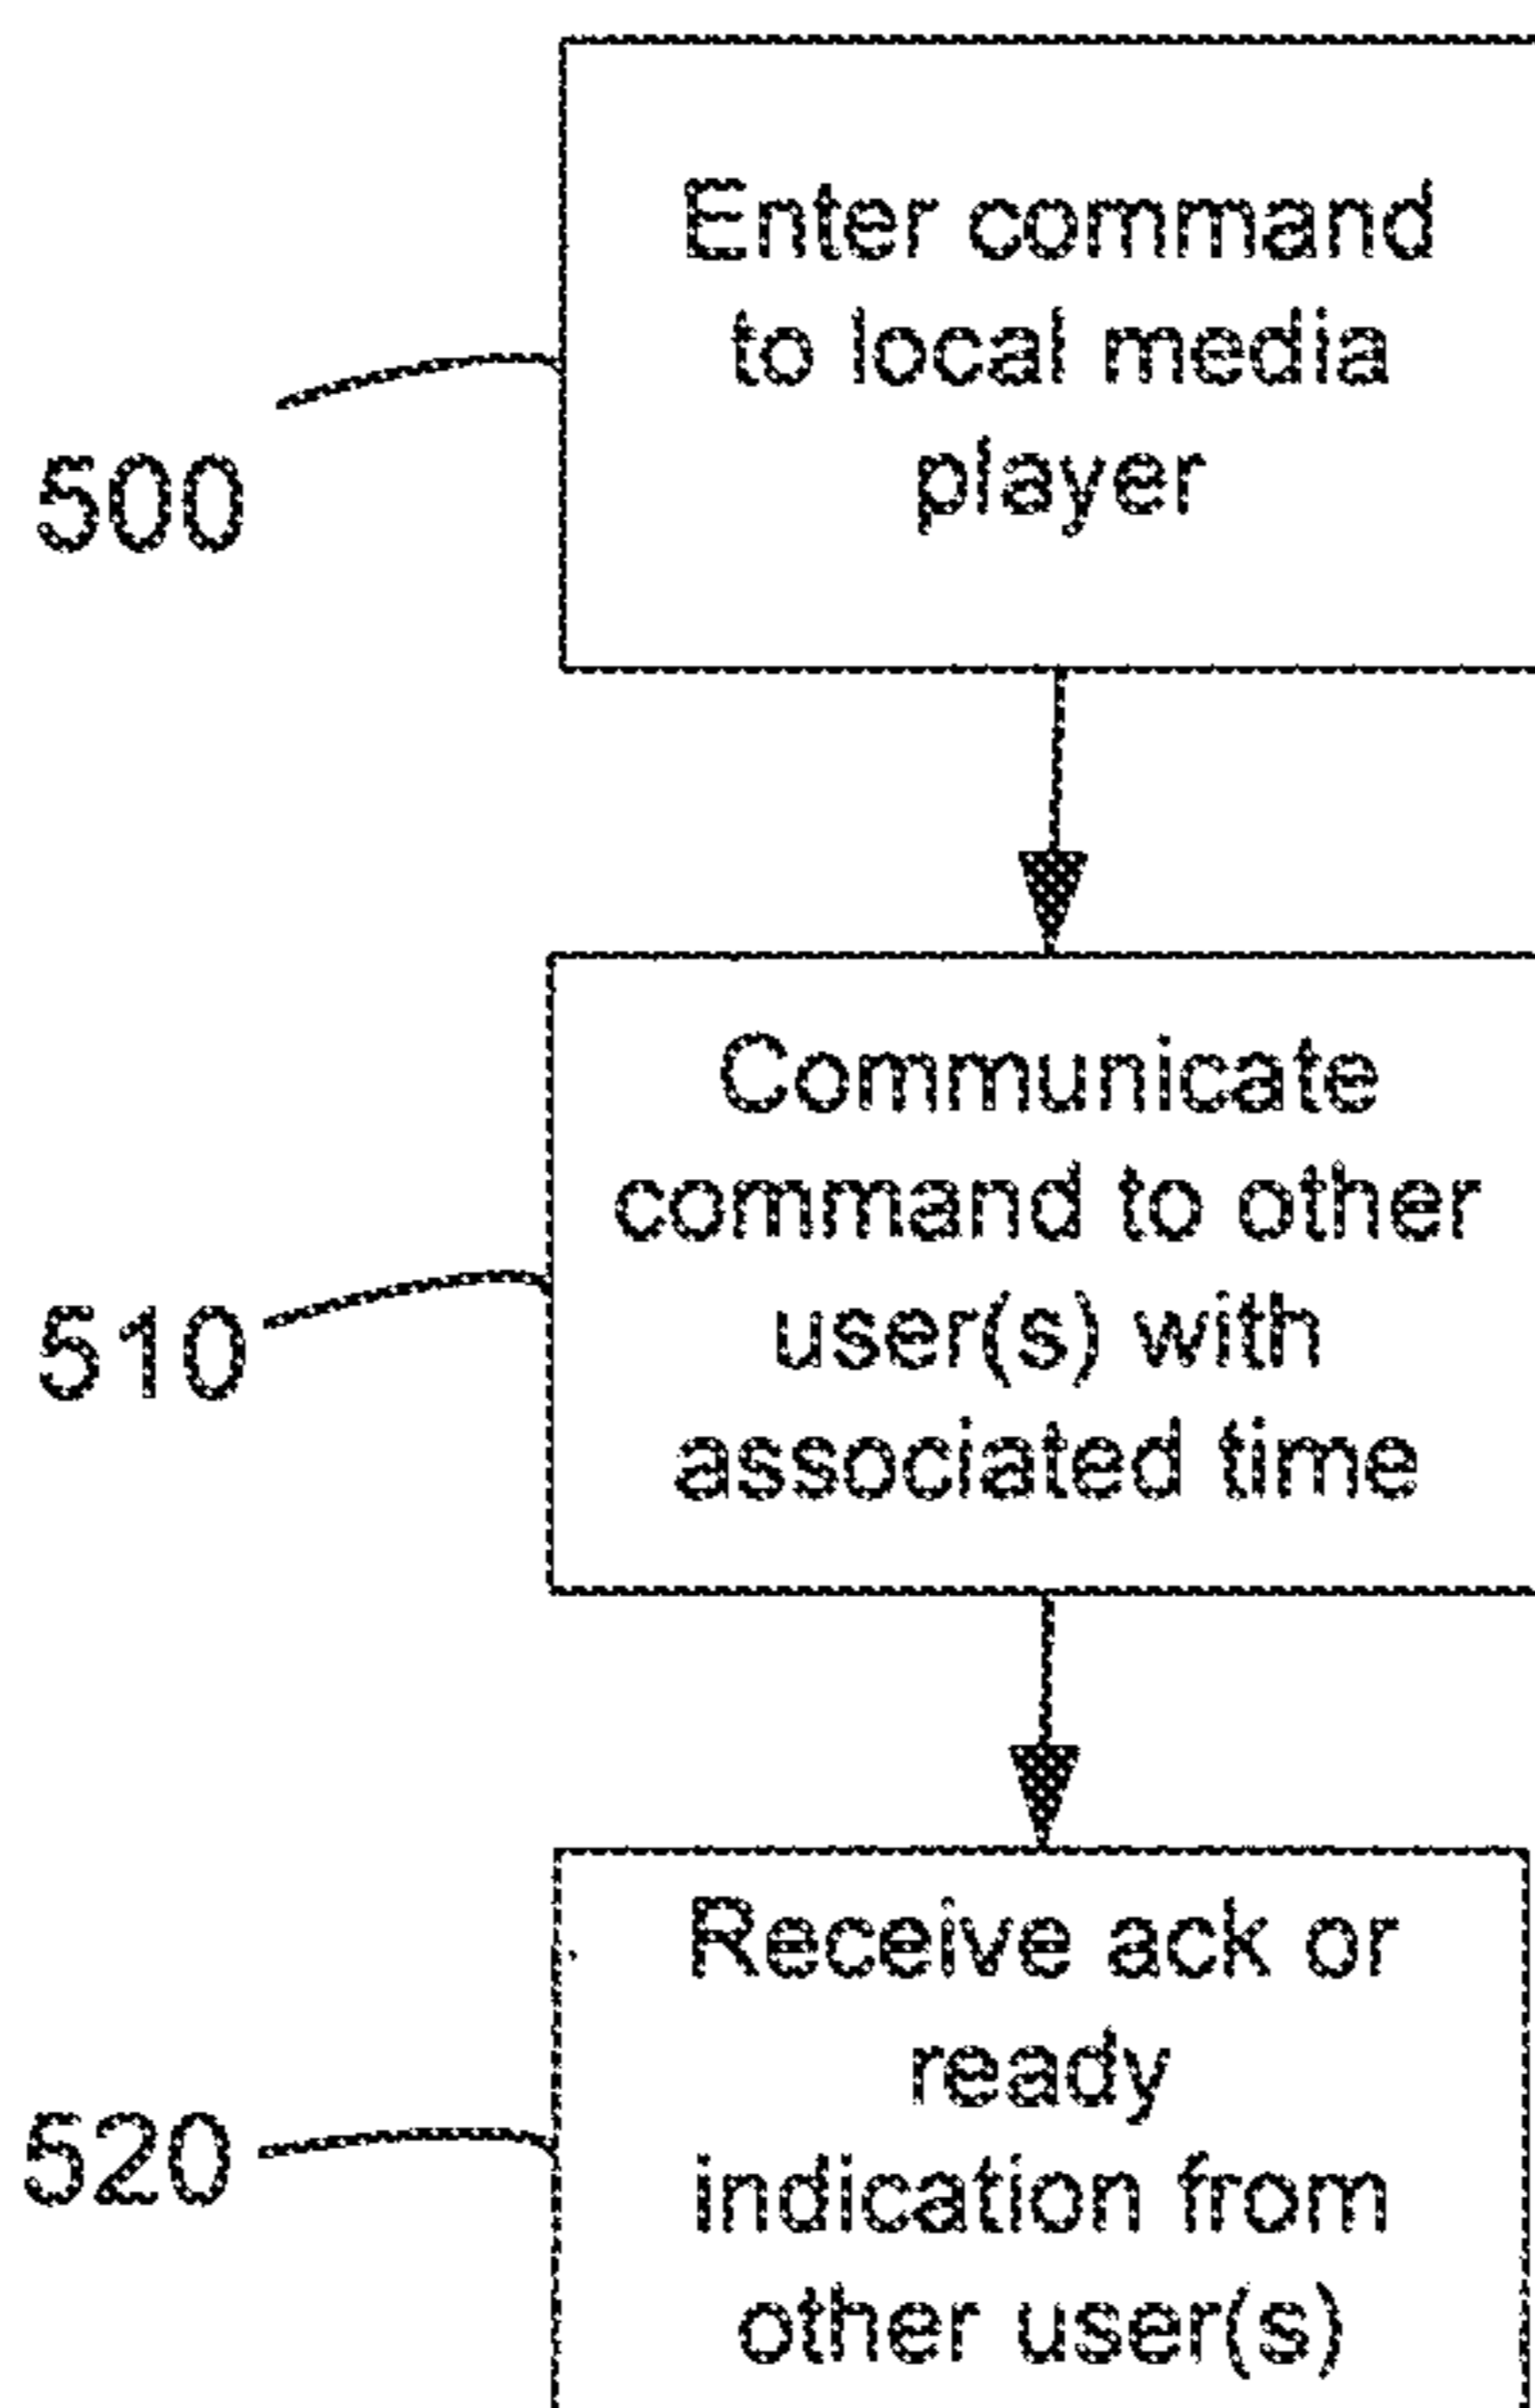 Enter command
to local media
player
500
Communicate
command to other
user(s) with
associated time
510
Receive ack or
ready
indication from
other user(s)
520